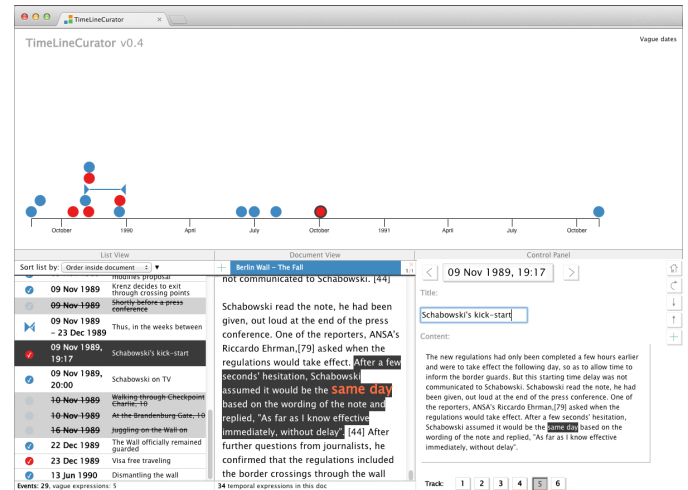 TimeLineCurator
TimeLineCurator v0.4
Vague dates
October 1990 April July October 1991 April July October
List View
Document View
Control Panel
Sort list by: Order inside document
modifies proposal
09 Nov 1989 Krenz decides to exit
through crossing points
09 Nov 1989 Shortly before a press
conference
09 Nov 1989
– 23 Dec 1989 Thus, in the weeks between
09 Nov 1989,
19:17 Schabowski's kick-start
09 Nov 1989,
20:00 Schabowski on TV
10 Nov 1989 Walking through Checkpoint
Charlie, 10
10 Nov 1989 At the Brandenburg Gate, 10
16 Nov 1989 Juggling on the Wall on
22 Dec 1989 The Wall officially remained
guarded
23 Dec 1989 Visa free traveling
13 Jun 1990 Dismantling the wall
Events: 29, vague expressions: 5
Berlin Wall – The Fall
1/1
not communicated to Schabowski. [44]
Schabowski read the note, he had been
given, out loud at the end of the press
conference. One of the reporters, ANSA's
Riccardo Ehrman,[79] asked when the
regulations would take effect. After a few
seconds' hesitation, Schabowski
assumed it would be the same day
based on the wording of the note and
replied, "As far as I know effective
immediately, without delay". [44] After
further questions from journalists, he
confirmed that the regulations included
the border crossings through the wall
34 temporal expressions in this doc
< 09 Nov 1989, 19:17 >
Title:
Schabowski's kick-start
Content:
The new regulations had only been completed a few hours earlier
and were to take effect the following day, so as to allow time to
inform the border guards. But this starting time delay was not
communicated to Schabowski. Schabowski read the note, he had
been given, out loud at the end of the press conference. One of
the reporters, ANSA's Riccardo Ehrman,[79] asked when the
regulations would take effect. After a few seconds' hesitation,
Schabowski assumed it would be the same day based on the
wording of the note and replied, "As far as I know effective
immediately, without delay".
Track: 1 2 3 4 5 6